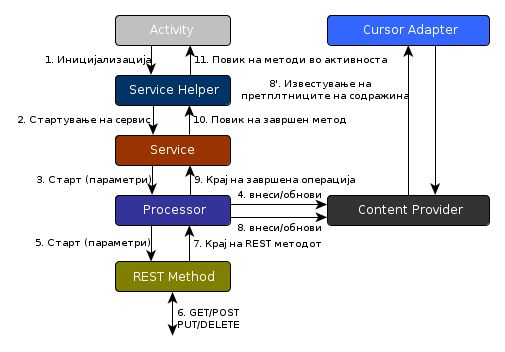 Activity
Cursor Adapter
1. Иницијализација
11. Повик на методи во активноста
Service Helper
8'. Известување на
претплтниците на содражина
2. Стартување на сервис
10. Повик на завршен метод
Service
3. Старт (параметри)
9. Крај на завршена операција
4. внеси/обнови
Processor
Content Provider
8. внеси/обнови
5. Старт (параметри)
7. Крај на REST методот
REST Method
6. GET/POST
PUT/DELETE